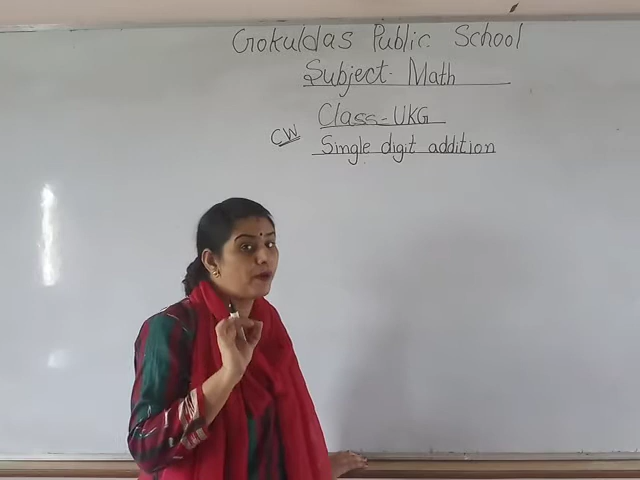 Gokuldas Public School
Subject- Math
Class-UKG
CW
Single digit addition